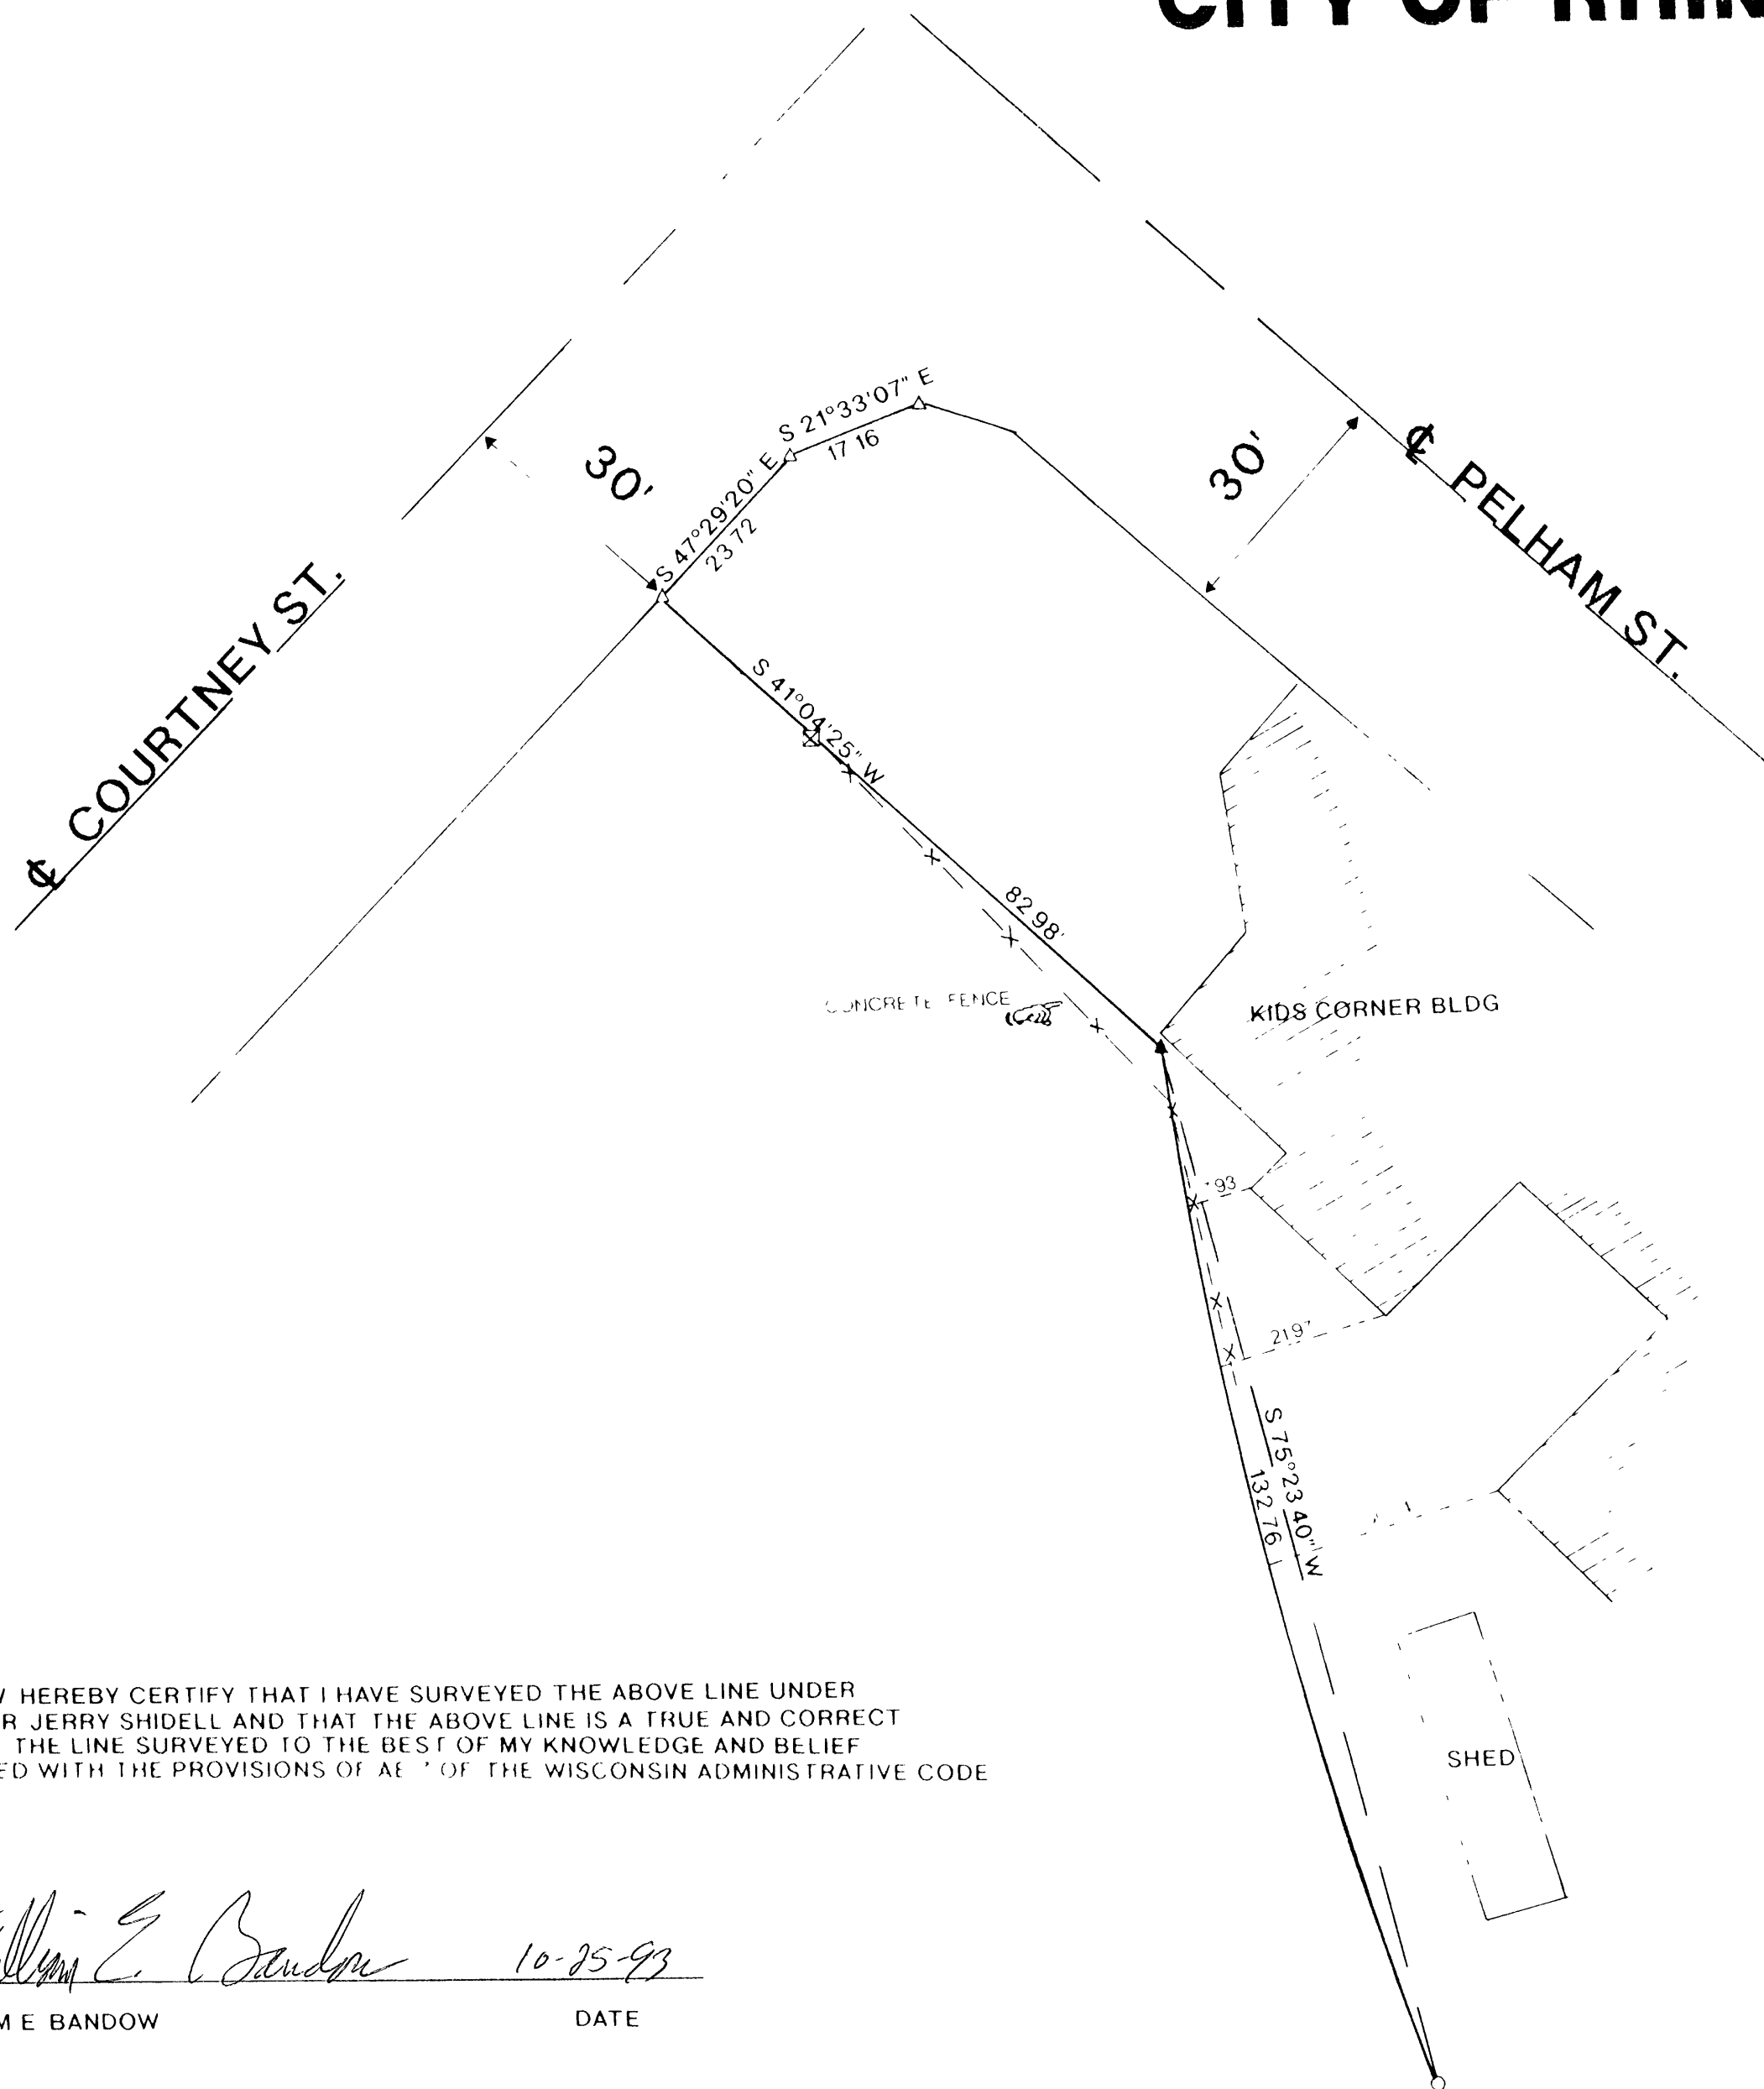 CITY OF RHIN
S 21°33'07" E
17 16
S 47°29'20" E
23 72
30'
30'
℄ PELHAM ST.
℄ COURTNEY ST.
S 41°04'25" W
82 98'
CONCRETE FENCE
KIDS CORNER BLDG
93
219
S 75°23 40" W
132 76
SHED
HEREBY CERTIFY THAT I HAVE SURVEYED THE ABOVE LINE UNDER
R JERRY SHIDELL AND THAT THE ABOVE LINE IS A TRUE AND CORRECT
THE LINE SURVEYED TO THE BEST OF MY KNOWLEDGE AND BELIEF
ED WITH THE PROVISIONS OF OF THE WISCONSIN ADMINISTRATIVE CODE
lliam E. Bandow 10-25-93
M E BANDOW DATE